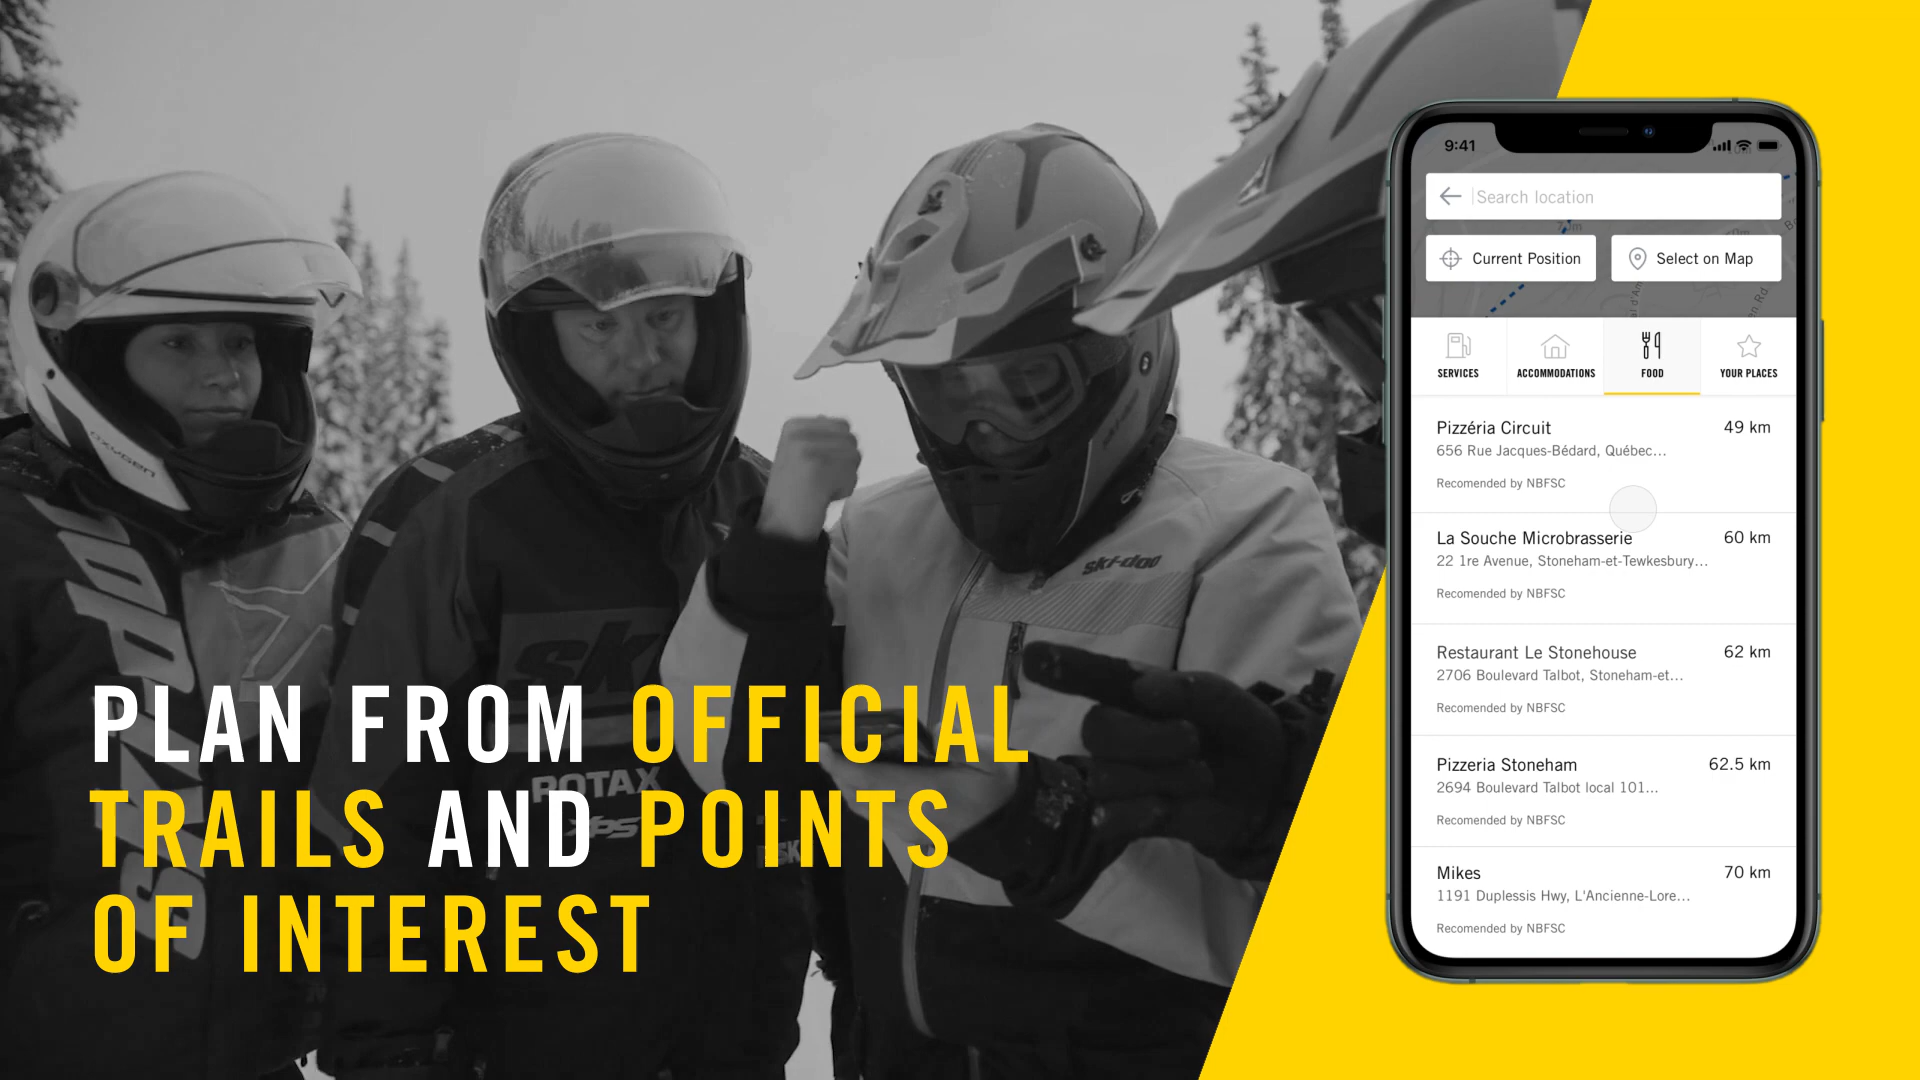 PLAN FROM OFFICIAL
TRAILS AND POINTS
OF INTEREST
OXYGEN
ski-doo
ROTAX
XPS
9:41
Search location
Current Position
Select on Map
SERVICES
ACCOMMODATIONS
FOOD
YOUR PLACES
Pizzéria Circuit 49 km
656 Rue Jacques-Bédard, Québec...
Recomended by NBFSC
La Souche Microbrasserie 60 km
22 1re Avenue, Stoneham-et-Tewkesbury...
Recomended by NBFSC
Restaurant Le Stonehouse 62 km
2706 Boulevard Talbot, Stoneham-et...
Recomended by NBFSC
Pizzeria Stoneham 62.5 km
2694 Boulevard Talbot local 101...
Recomended by NBFSC
Mikes 70 km
1191 Duplessis Hwy, L'Ancienne-Lore...
Recomended by NBFSC